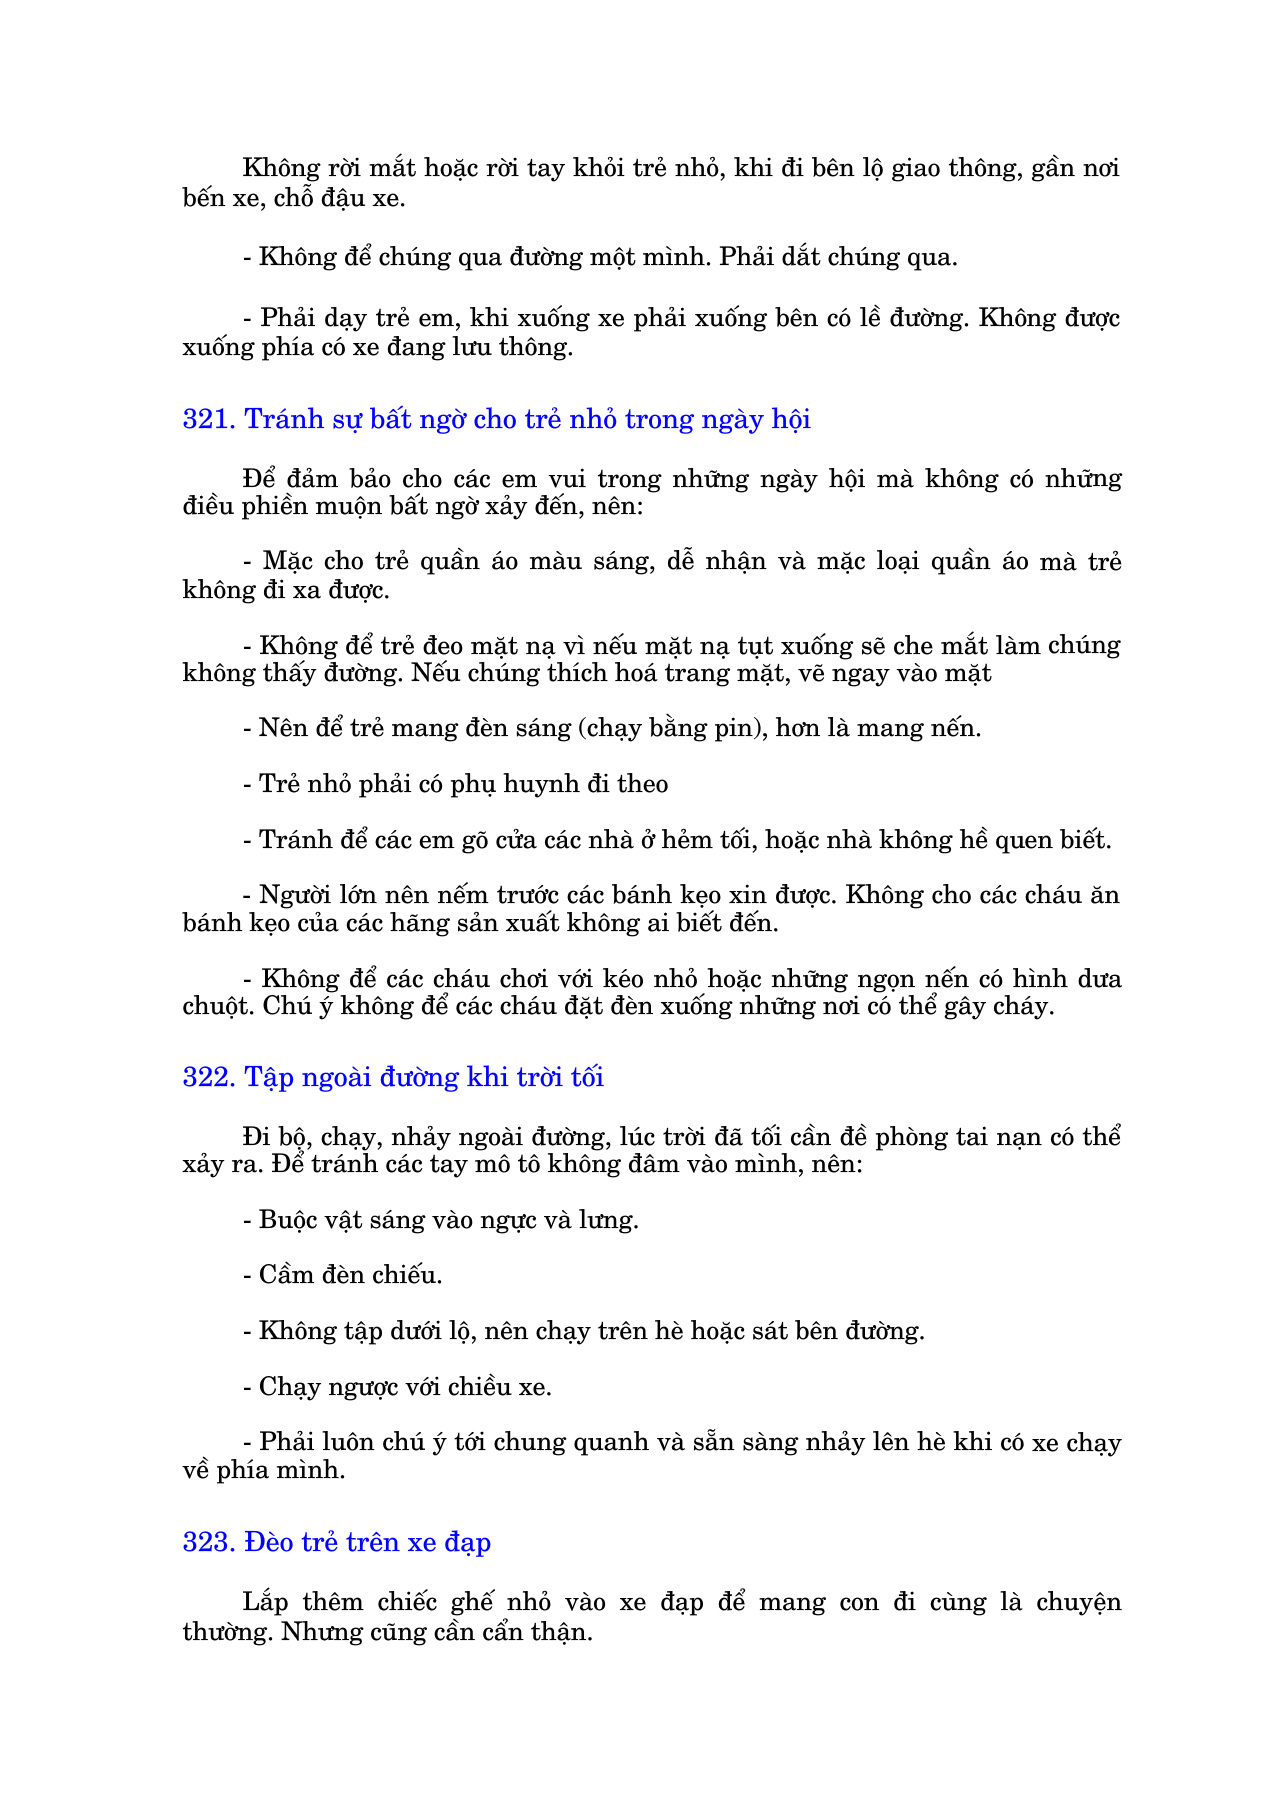 Không rời mắt hoặc rời tay khỏi trẻ nhỏ, khi đi bên lộ giao thông, gần nơi
bến xe, chỗ đậu xe.
- Không để chúng qua đường một mình. Phải dắt chúng qua.
- Phải dạy trẻ em, khi xuống xe phải xuống bên có lề đường. Không được
xuống phía có xe đang lưu thông.
321. Tránh sự bất ngờ cho trẻ nhỏ trong ngày hội
Để đảm bảo cho các em vui trong những ngày hội mà không có những
điều phiền muộn bất ngờ xảy đến, nên:
- Mặc cho trẻ quần áo màu sáng, dễ nhận và mặc loại quần áo mà trẻ
không đi xa được.
- Không để trẻ đeo mặt nạ vì nếu mặt nạ tụt xuống sẽ che mắt làm chúng
không thấy đường. Nếu chúng thích hoá trang mặt, vẽ ngay vào mặt
- Nên để trẻ mang đèn sáng (chạy bằng pin), hơn là mang nến.
- Trẻ nhỏ phải có phụ huynh đi theo
- Tránh để các em gõ cửa các nhà ở hẻm tối, hoặc nhà không hề quen biết.
- Người lớn nên nếm trước các bánh kẹo xin được. Không cho các cháu ăn
bánh kẹo của các hãng sản xuất không ai biết đến.
- Không để các cháu chơi với kéo nhỏ hoặc những ngọn nến có hình dưa
chuột. Chú ý không để các cháu đặt đèn xuống những nơi có thể gây cháy.
322. Tập ngoài đường khi trời tối
Đi bộ, chạy, nhảy ngoài đường, lúc trời đã tối cần đề phòng tai nạn có thể
xảy ra. Để tránh các tay mô tô không đâm vào mình, nên:
- Buộc vật sáng vào ngực và lưng.
- Cầm đèn chiếu.
- Không tập dưới lộ, nên chạy trên hè hoặc sát bên đường.
- Chạy ngược với chiều xe.
- Phải luôn chú ý tới chung quanh và sẵn sàng nhảy lên hè khi có xe chạy
về phía mình.
323. Đèo trẻ trên xe đạp
Lắp thêm chiếc ghế nhỏ vào xe đạp để mang con đi cùng là chuyện
thường. Nhưng cũng cần cẩn thận.